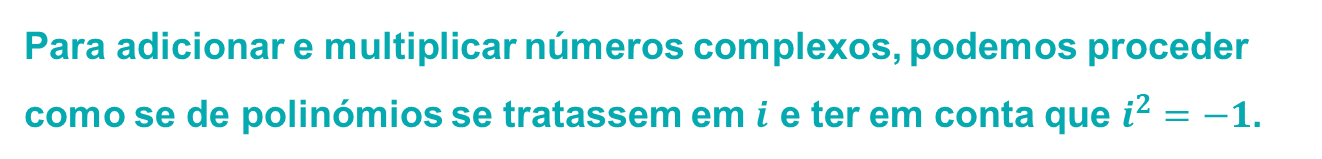 Para adicionar e multiplicar números complexos, podemos proceder
como se de polinómios se tratassem em i e ter em conta que i² = −1.